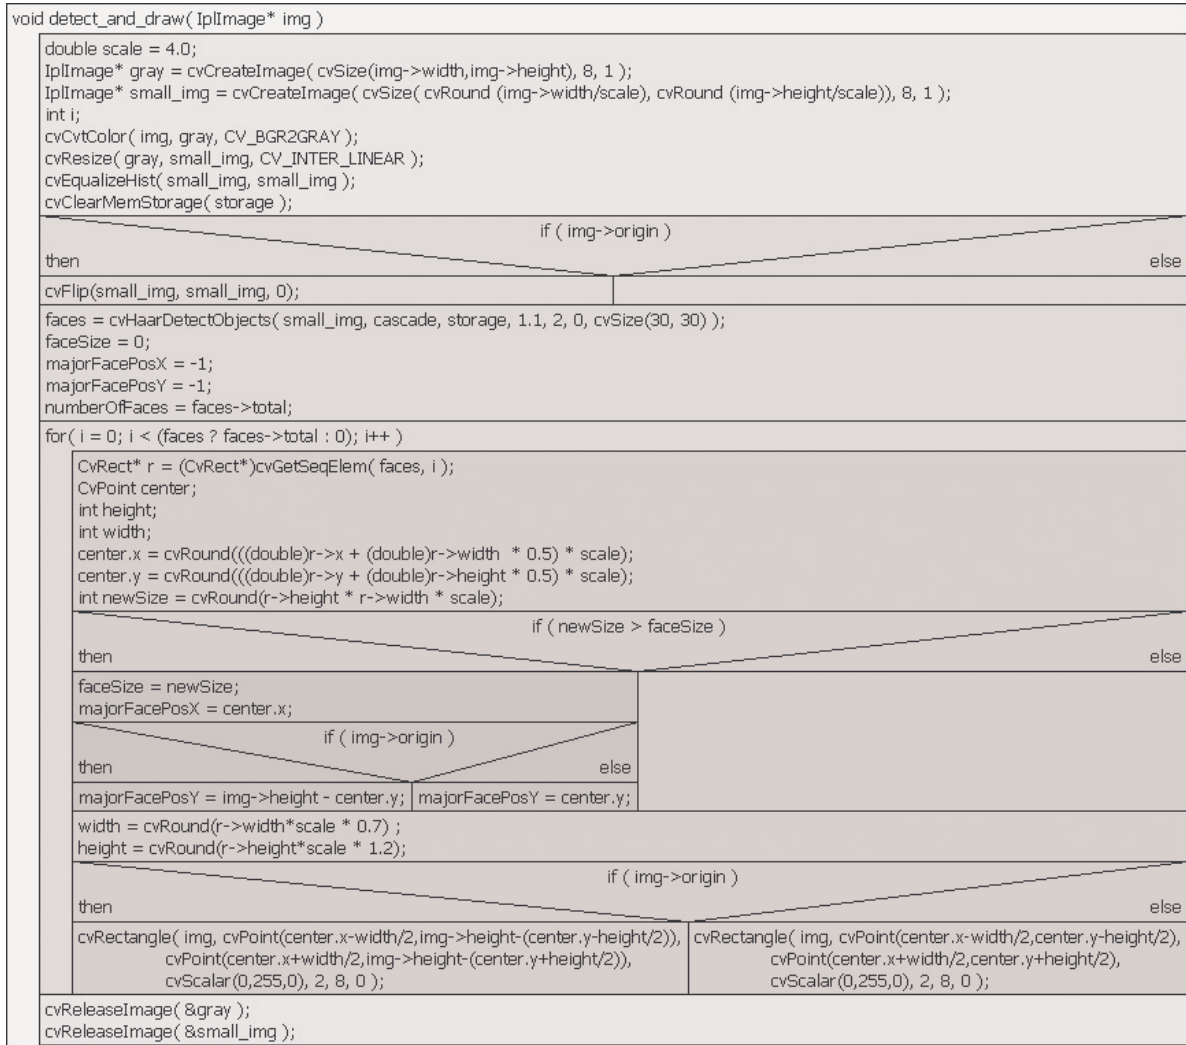 void detect_and_draw( IplImage* img )
double scale = 4.0;
IplImage* gray = cvCreateImage( cvSize(img->width,img->height), 8, 1 );
IplImage* small_img = cvCreateImage( cvSize( cvRound (img->width/scale), cvRound (img->height/scale)), 8, 1 );
int i;
cvCvtColor( img, gray, CV_BGR2GRAY );
cvResize( gray, small_img, CV_INTER_LINEAR );
cvEqualizeHist( small_img, small_img );
cvClearMemStorage( storage );
if ( img->origin )
then else
cvFlip(small_img, small_img, 0);
faces = cvHaarDetectObjects( small_img, cascade, storage, 1.1, 2, 0, cvSize(30, 30) );
faceSize = 0;
majorFacePosX = -1;
majorFacePosY = -1;
numberOfFaces = faces->total;
for( i = 0; i < (faces ? faces->total : 0); i++ )
CvRect* r = (CvRect*)cvGetSeqElem( faces, i );
CvPoint center;
int height;
int width;
center.x = cvRound(((double)r->x + (double)r->width * 0.5) * scale);
center.y = cvRound(((double)r->y + (double)r->height * 0.5) * scale);
int newSize = cvRound(r->height * r->width * scale);
if ( newSize > faceSize )
then else
faceSize = newSize;
majorFacePosX = center.x;
if ( img->origin )
then else
majorFacePosY = img->height - center.y; majorFacePosY = center.y;
width = cvRound(r->width*scale * 0.7) ;
height = cvRound(r->height*scale * 1.2);
if ( img->origin )
then else
cvRectangle( img, cvPoint(center.x-width/2,img->height-(center.y-height/2)),
cvPoint(center.x+width/2,img->height-(center.y+height/2)),
cvScalar(0,255,0), 2, 8, 0 );
cvRectangle( img, cvPoint(center.x-width/2,center.y-height/2),
cvPoint(center.x+width/2,center.y+height/2),
cvScalar(0,255,0), 2, 8, 0 );
cvReleaseImage( &gray );
cvReleaseImage( &small_img );